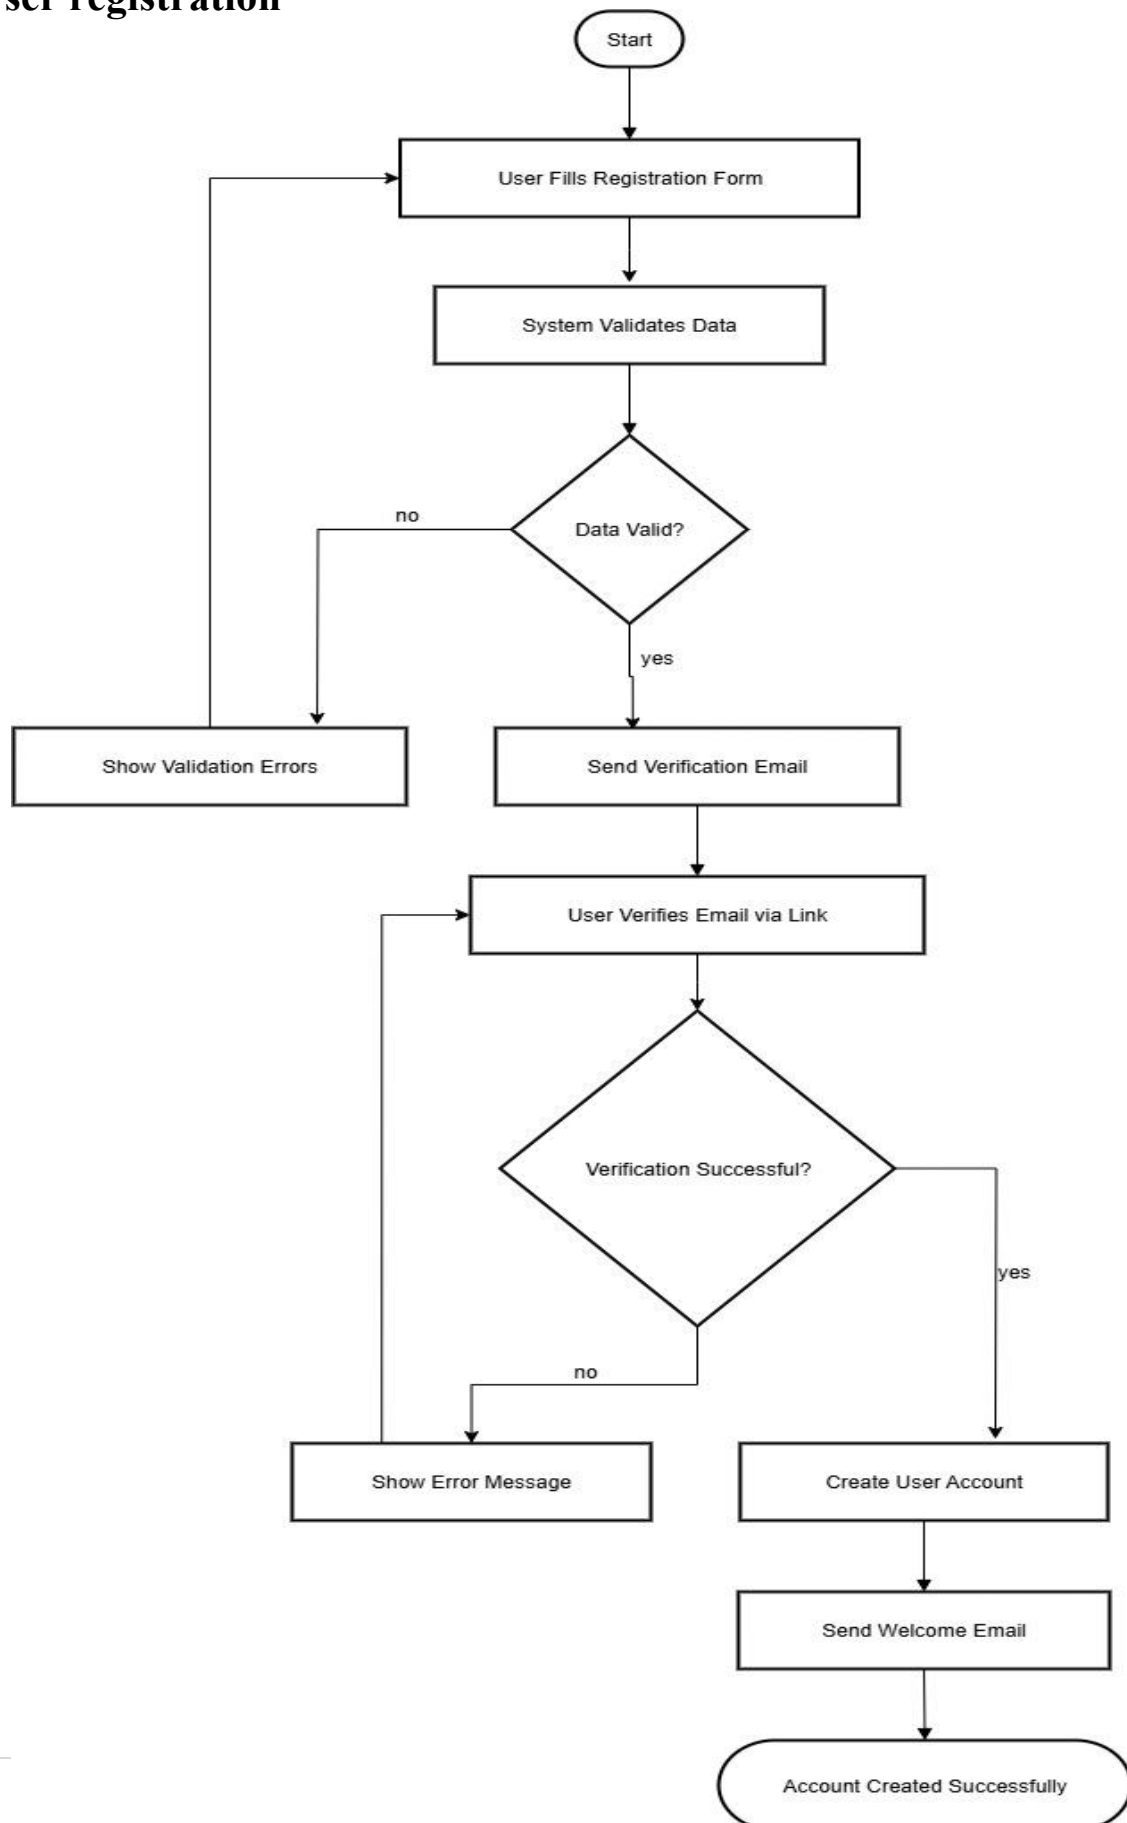 ser registration
Start
User Fills Registration Form
System Validates Data
Data Valid?
no
yes
Show Validation Errors
Send Verification Email
User Verifies Email via Link
Verification Successful?
yes
no
Show Error Message
Create User Account
Send Welcome Email
Account Created Successfully